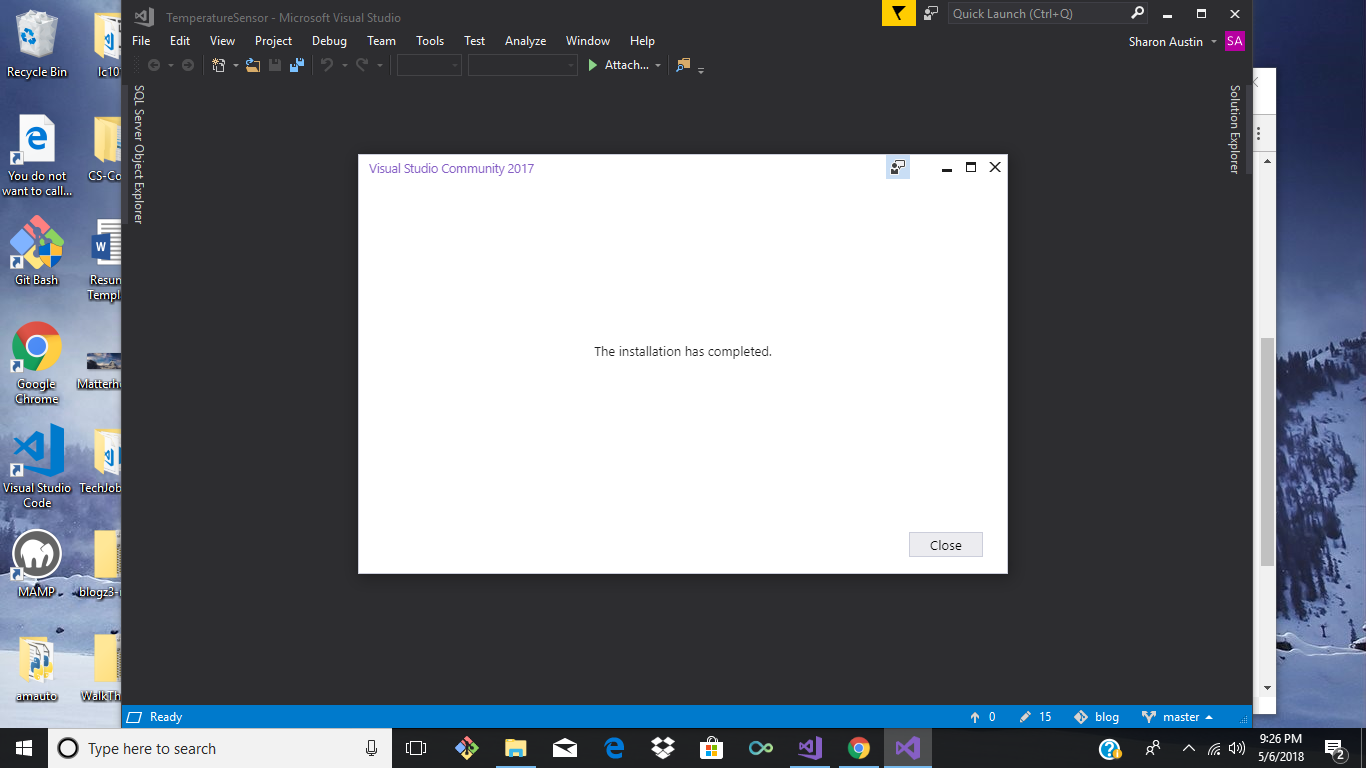 TemperatureSensor - Microsoft Visual Studio
Quick Launch (Ctrl+Q)
File Edit View Project Debug Team Tools Test Analyze Window Help
Sharon Austin SA
Attach...
SQL Server Object Explorer
Solution Explorer
Visual Studio Community 2017
The installation has completed.
Close
Ready
0 15 blog master
Recycle Bin
You do not
want to call...
CS-Co
Git Bash
W
Resu
Templ
Google
Chrome
Matterh
Visual Studio
Code
TechJob
MAMP
blogz3-
amauto
WalkTh
Type here to search
9:26 PM
5/6/2018
2